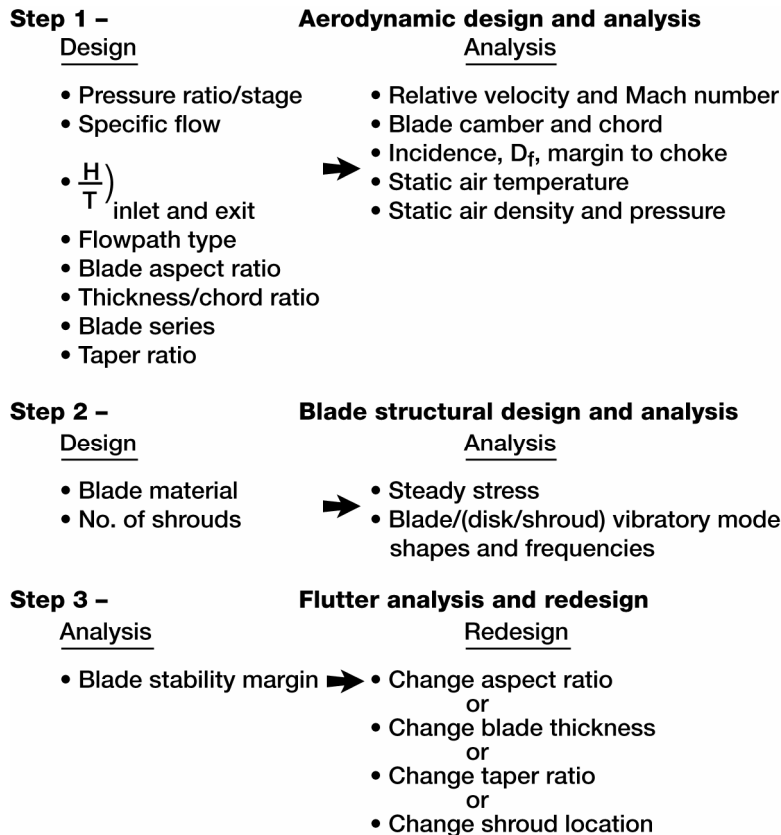 Step 1 – Aerodynamic design and analysis
Design Analysis
• Pressure ratio/stage
• Specific flow
• H/T) inlet and exit
• Flowpath type
• Blade aspect ratio
• Thickness/chord ratio
• Blade series
• Taper ratio
• Relative velocity and Mach number
• Blade camber and chord
• Incidence, Df, margin to choke
• Static air temperature
• Static air density and pressure
Step 2 – Blade structural design and analysis
Design Analysis
• Blade material
• No. of shrouds
• Steady stress
• Blade/(disk/shroud) vibratory mode
shapes and frequencies
Step 3 – Flutter analysis and redesign
Analysis Redesign
• Blade stability margin
• Change aspect ratio
or
• Change blade thickness
or
• Change taper ratio
or
• Change shroud location